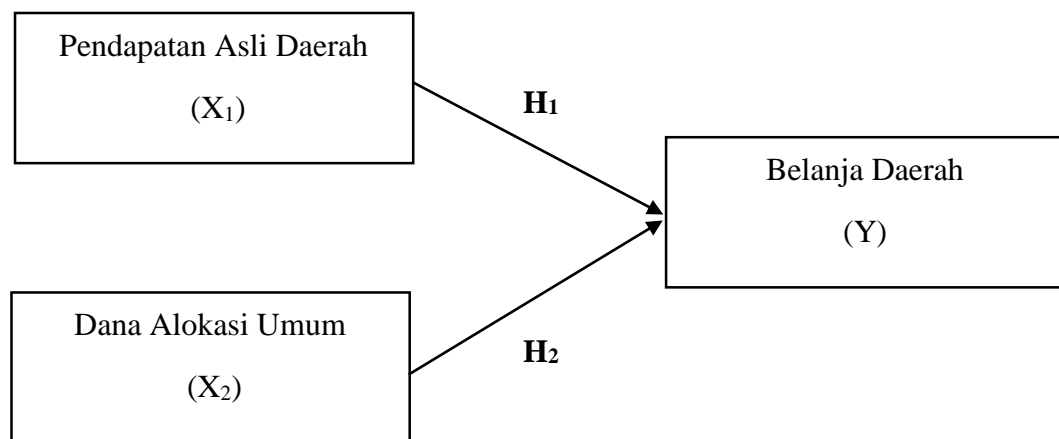 Pendapatan Asli Daerah
(X₁)
H₁
Belanja Daerah
(Y)
Dana Alokasi Umum
(X₂)
H₂